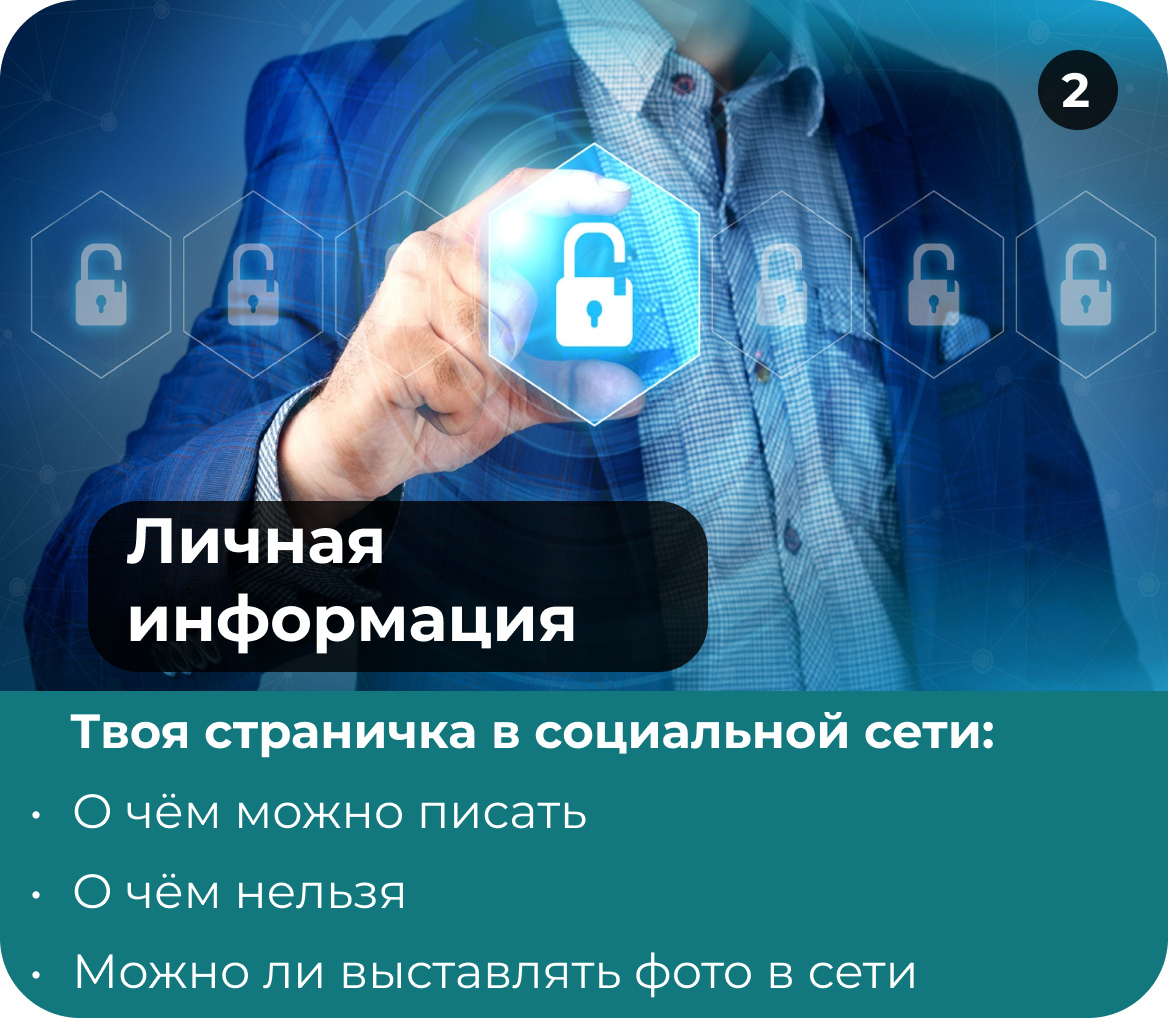 2
Личная
информация
Твоя страничка в социальной сети:
• О чём можно писать
• О чём нельзя
• Можно ли выставлять фото в сети